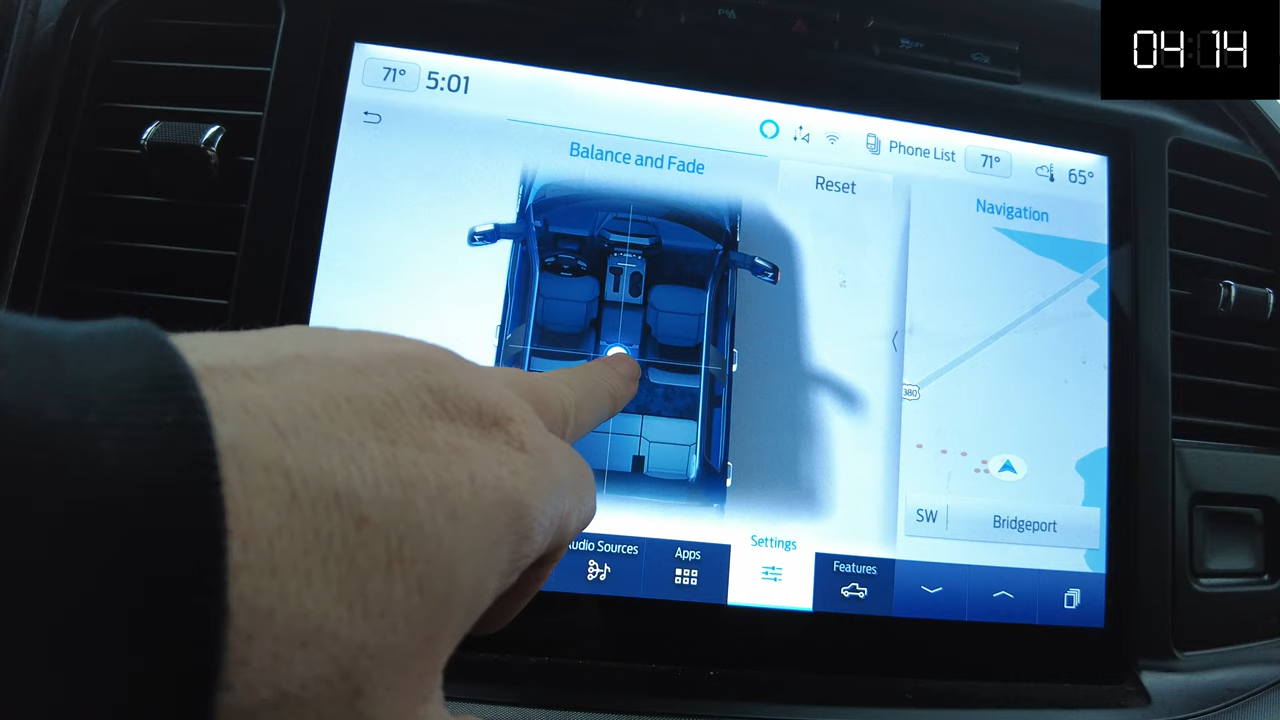 04:14
71° 5:01
Phone List 71° 65°
Balance and Fade
Reset
Navigation
380
SW Bridgeport
Audio Sources
Apps
Settings
Features